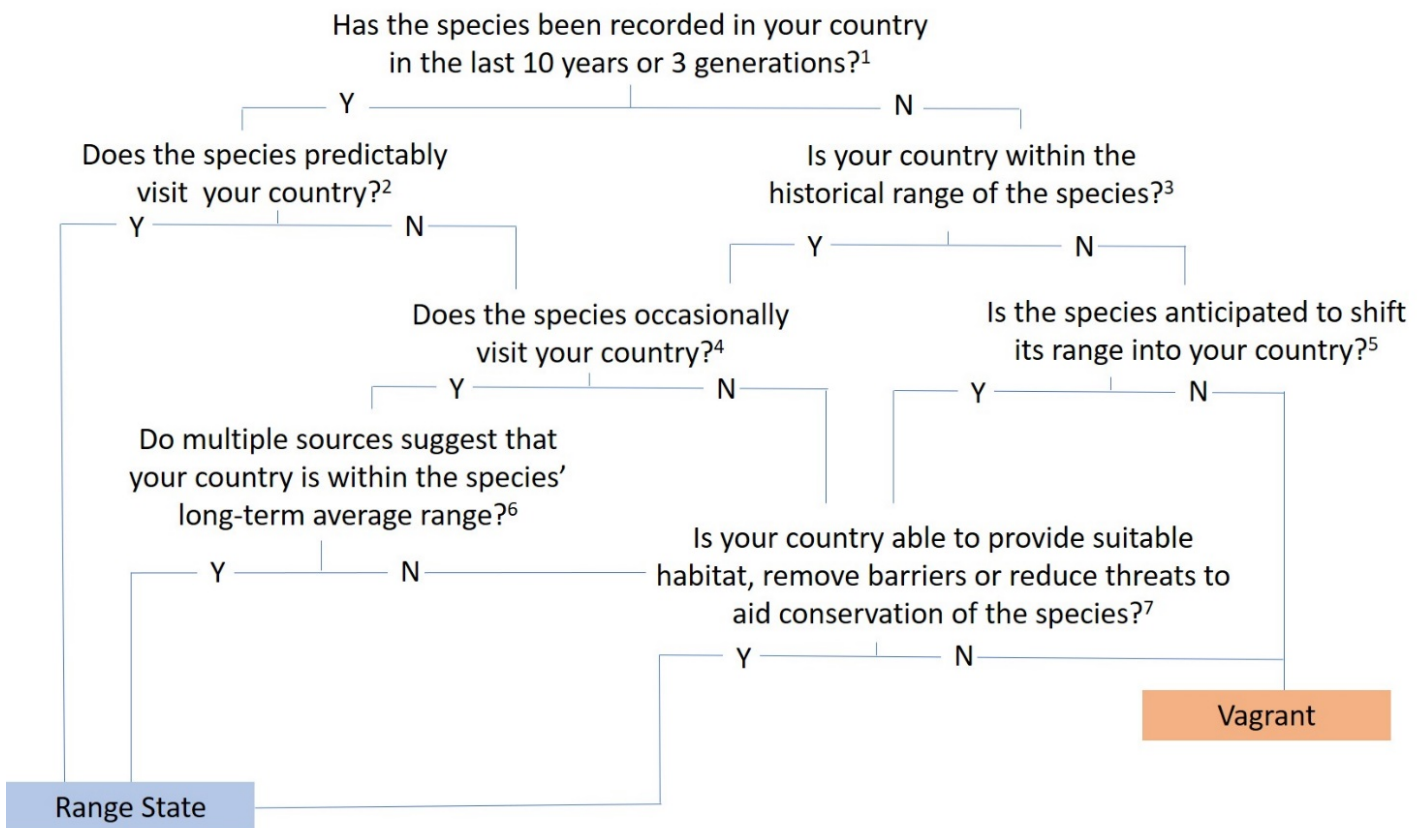 Has the species been recorded in your country
in the last 10 years or 3 generations?¹
Y
N
Does the species predictably
visit your country?²
Is your country within the
historical range of the species?³
Y
N
Y
N
Does the species occasionally
visit your country?⁴
Is the species anticipated to shift
its range into your country?⁵
Y
N
Y
N
Do multiple sources suggest that
your country is within the species’
long-term average range?⁶
Is your country able to provide suitable
habitat, remove barriers or reduce threats to
aid conservation of the species?⁷
Y
N
Y
N
Vagrant
Range State